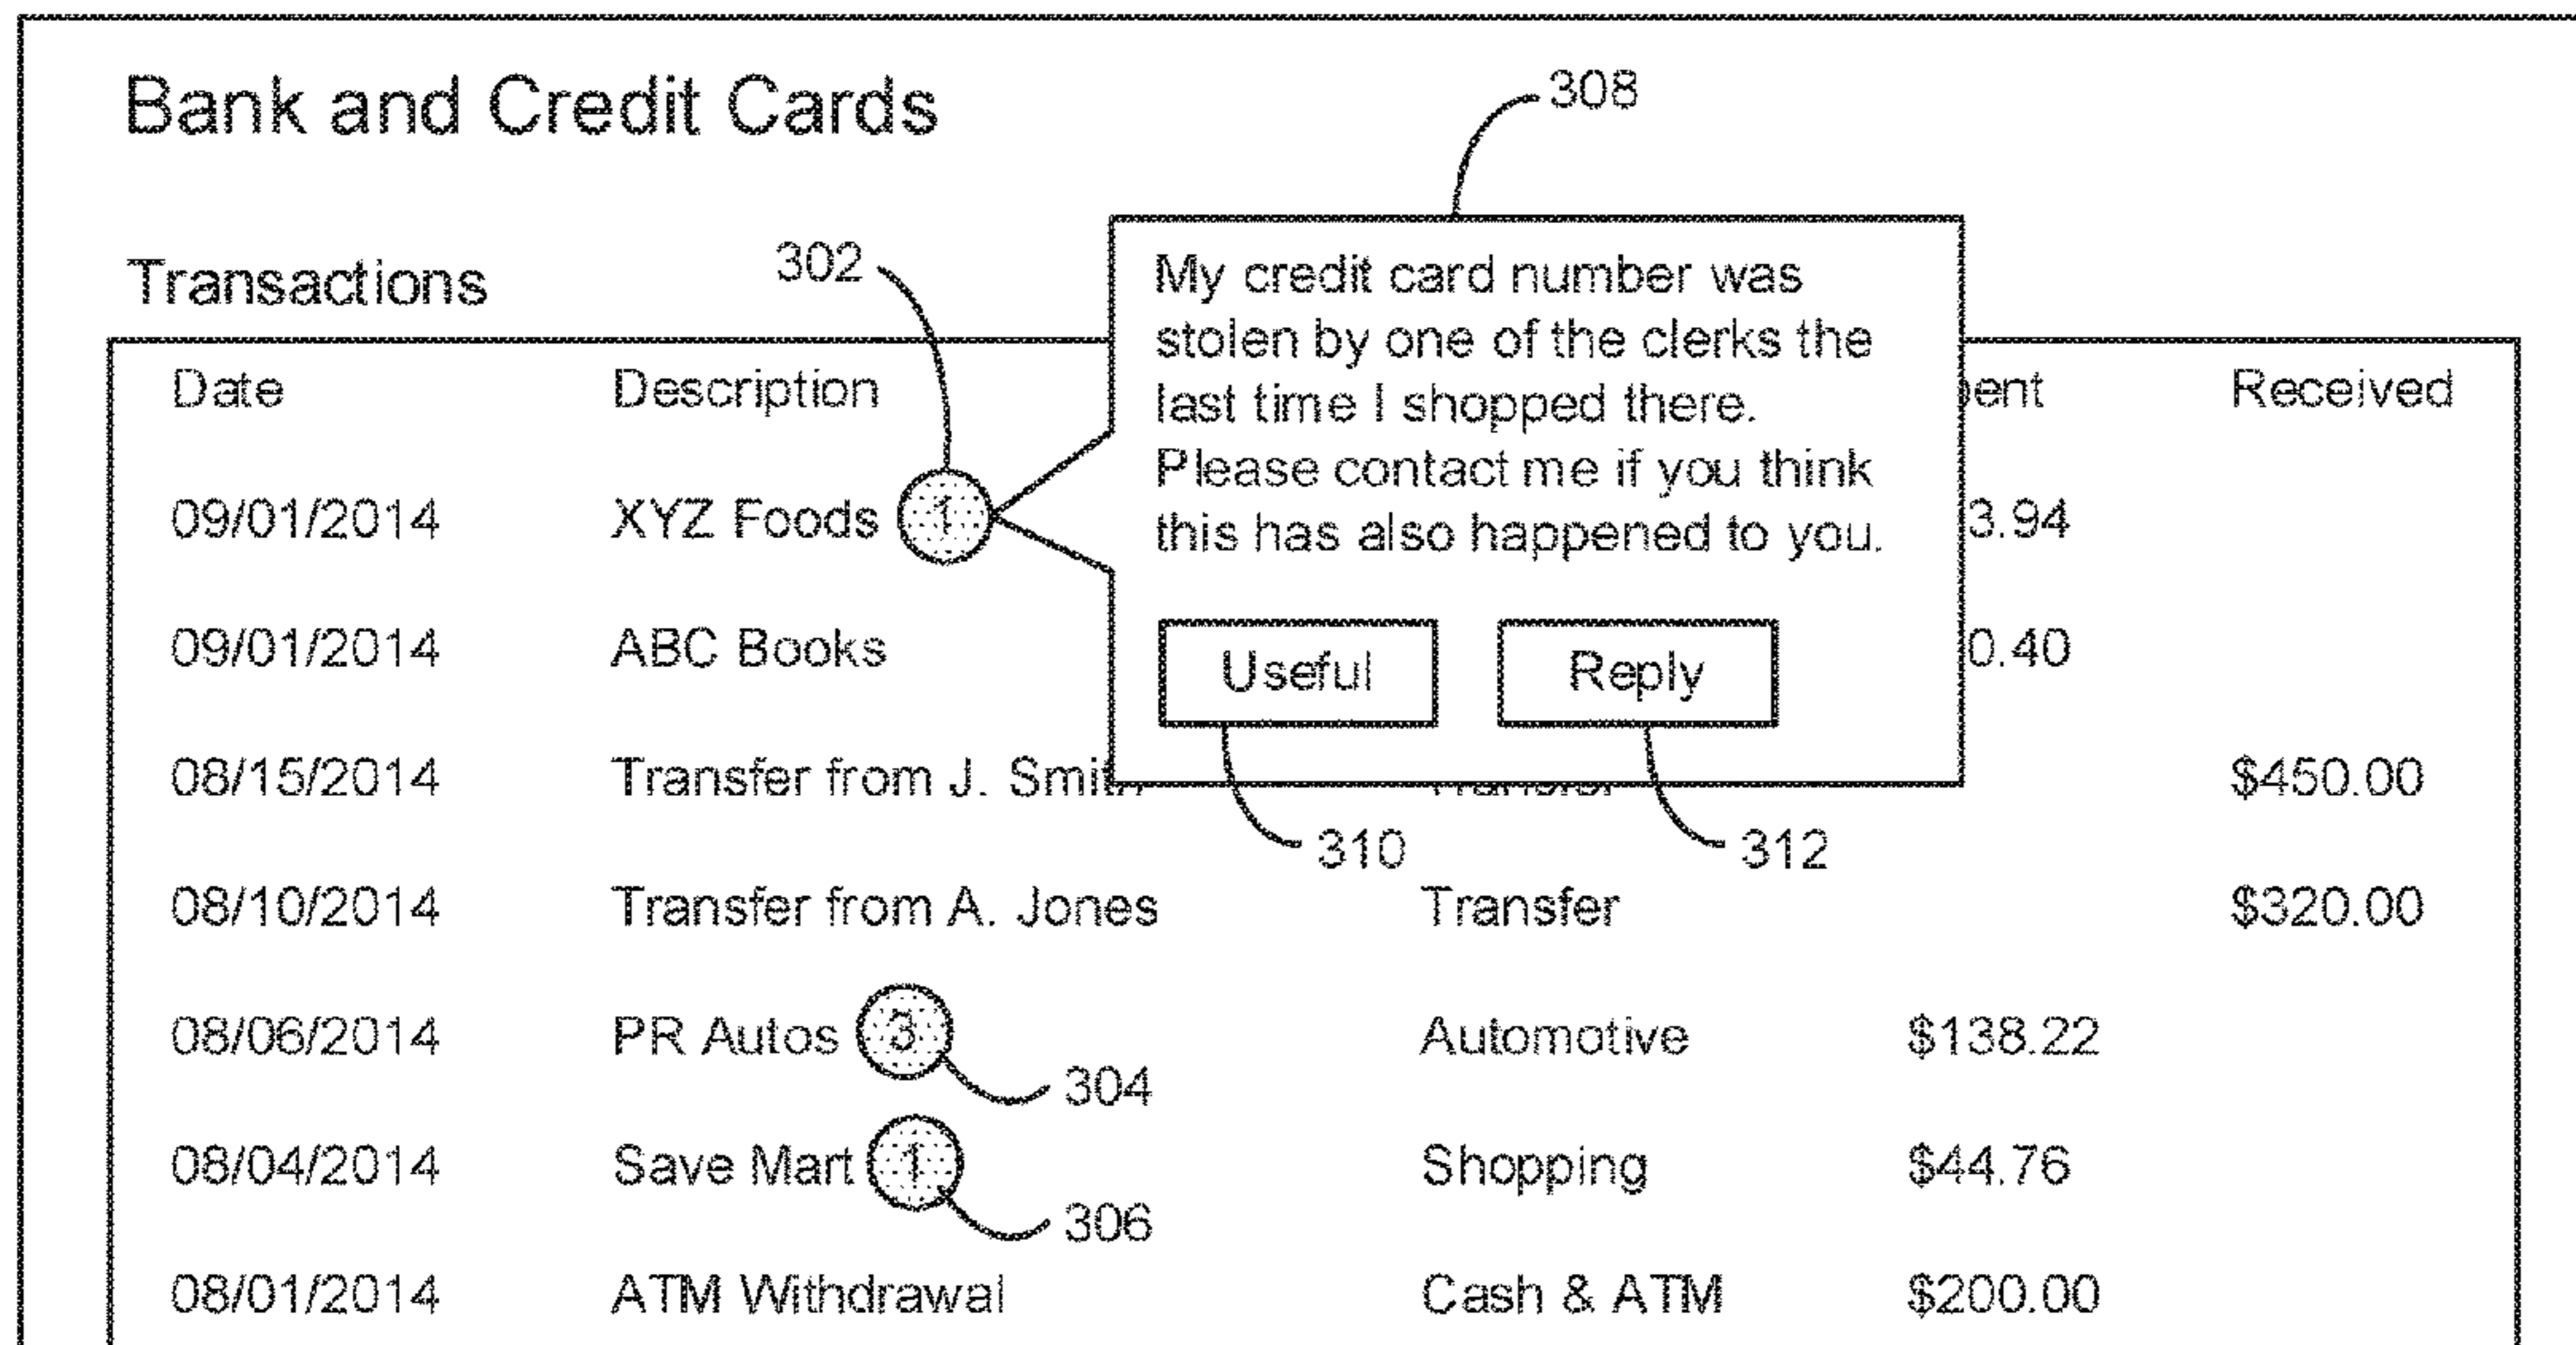 Bank and Credit Cards
308
Transactions
302
My credit card number was
stolen by one of the clerks the
last time I shopped there.
Please contact me if you think
this has also happened to you.
Useful Reply
310 312
Date Description Received
09/01/2014 XYZ Foods 1 3.94
09/01/2014 ABC Books 0.40
08/15/2014 Transfer from J. Smith $450.00
08/10/2014 Transfer from A. Jones Transfer $320.00
08/06/2014 PR Autos 3 Automotive $138.22
304
08/04/2014 Save Mart 1 Shopping $44.76
306
08/01/2014 ATM Withdrawal Cash & ATM $200.00